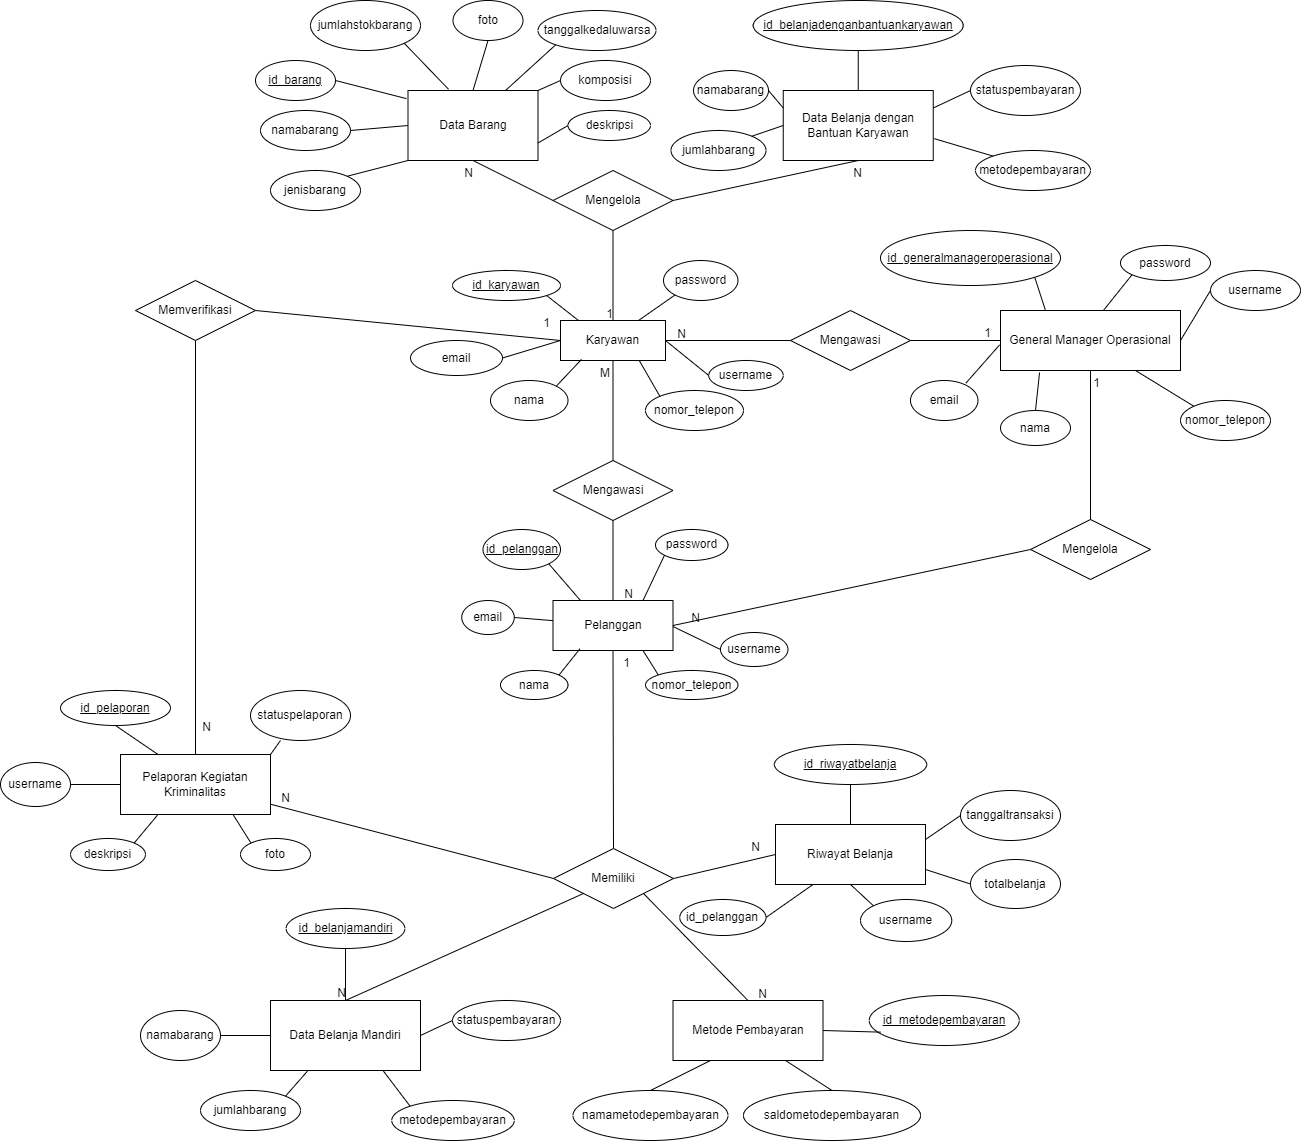 jumlahstokbarang
foto
tanggalkedaluwarsa
id_barang
komposisi
namabarang
Data Barang
deskripsi
jenisbarang
N
id_belanjadenganbantuankaryawan
namabarang
statuspembayaran
Data Belanja dengan
Bantuan Karyawan
jumlahbarang
metodepembayaran
N
Mengelola
Memverifikasi
id_karyawan
password
1
1
Karyawan
N
email
username
nama
M
nomor_telepon
Mengawasi
id_generalmanageroperasional
password
username
1
General Manager Operasional
email
nama
1
nomor_telepon
Mengawasi
Mengelola
id_pelanggan
password
N
email
Pelanggan
N
username
nama
1
nomor_telepon
id_pelaporan
statuspelaporan
N
username
Pelaporan Kegiatan
Kriminalitas
N
deskripsi
foto
id_riwayatbelanja
tanggaltransaksi
N
Riwayat Belanja
totalbelanja
id_pelanggan
username
Memiliki
id_belanjamandiri
N
namabarang
Data Belanja Mandiri
statuspembayaran
jumlahbarang
metodepembayaran
N
Metode Pembayaran
id_metodepembayaran
namametodepembayaran
saldometodepembayaran